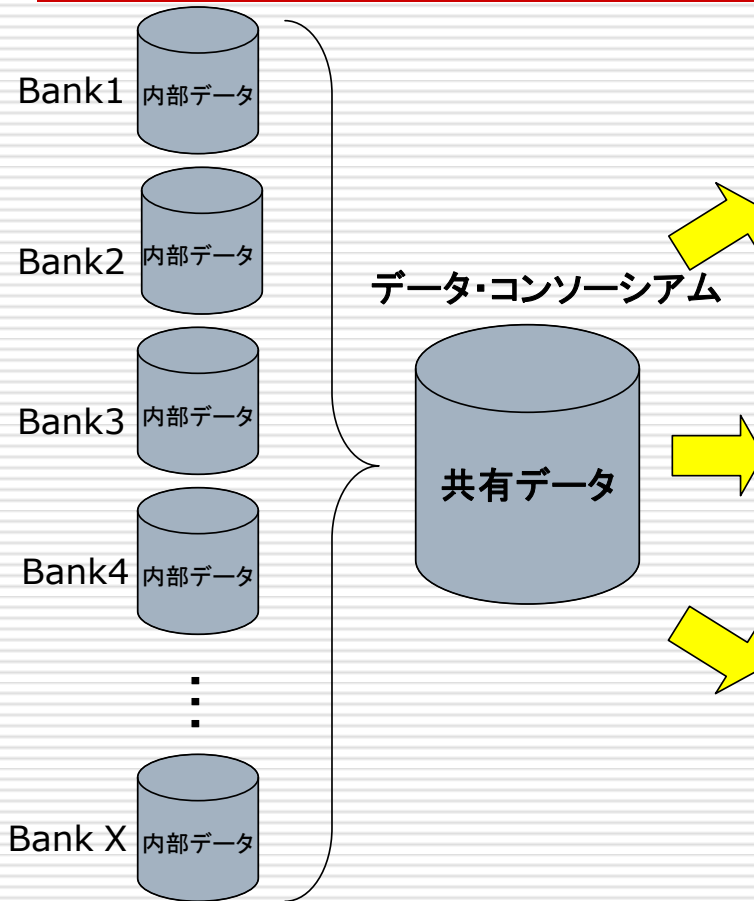 Bank1
内部データ
Bank2
内部データ
データ・コンソーシアム
Bank3
内部データ
共有データ
Bank4
内部データ
⋮
Bank X
内部データ